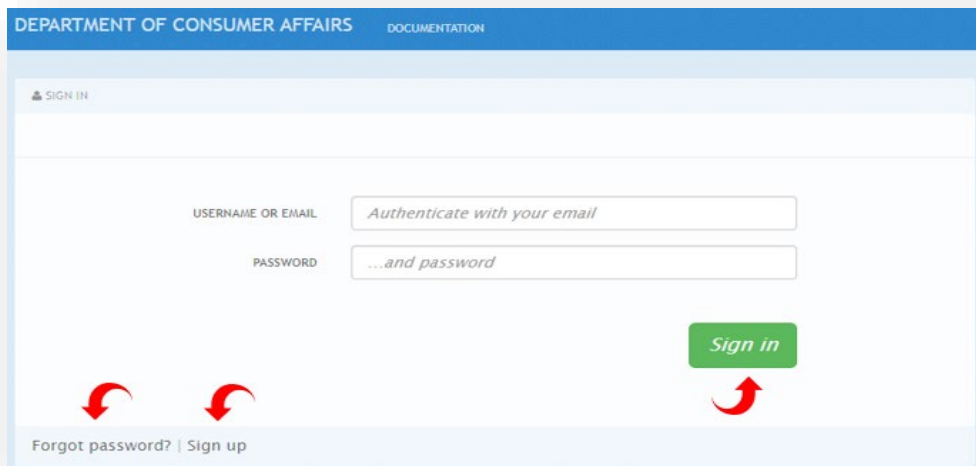 DEPARTMENT OF CONSUMER AFFAIRS DOCUMENTATION
SIGN IN
USERNAME OR EMAIL Authenticate with your email
PASSWORD ...and password
Sign in
Forgot password? | Sign up